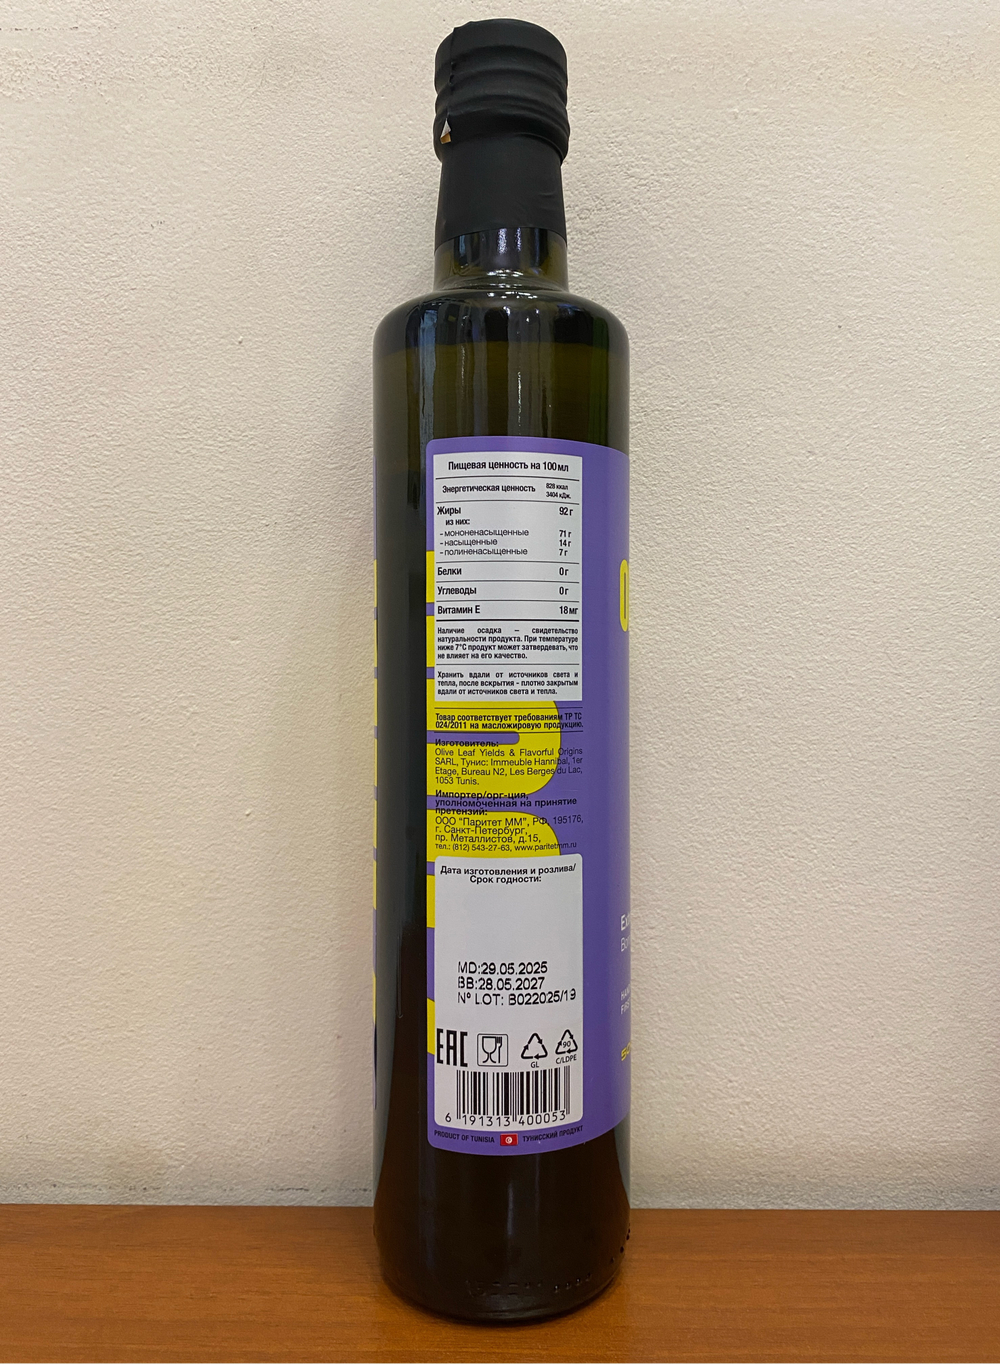 Пищевая ценность на 100 мл
Энергетическая ценность 828 ккал
3404 кДж.
Жиры 92 г
из них:
- мононенасыщенные 71 г
- насыщенные 14 г
- полиненасыщенные 7 г
Белки 0 г
Углеводы 0 г
Витамин Е 18 мг
Наличие осадка – свидетельство
натуральности продукта. При температуре
ниже 7°С продукт может затвердевать, что
не влияет на его качество.
Хранить вдали от источников света и
тепла, после вскрытия - плотно закрытым
вдали от источников света и тепла.
Товар соответствует требованиям ТР ТС
024/2011 на масложировую продукцию.
Изготовитель:
Olive Leaf Yields & Flavorful Origins
SARL, Тунис: Immeuble Hannibal, 1er
Etage, Bureau N2, Les Berges du Lac,
1053 Tunis.
Импортер/орг-ция,
уполномоченная на принятие
претензий:
ООО "Паритет ММ", РФ, 195176,
г. Санкт-Петербург,
пр. Металлистов, д.15,
тел.: (812) 543-27-63, www.paritetmm.ru
Дата изготовления и розлива/
Срок годности:
MD:29.05.2025
BB:28.05.2027
N° LOT: B022025/19
EAC
GL
90
C/LDPE
6 191313 400053
PRODUCT OF TUNISIA ТУНИССКИЙ ПРОДУКТ